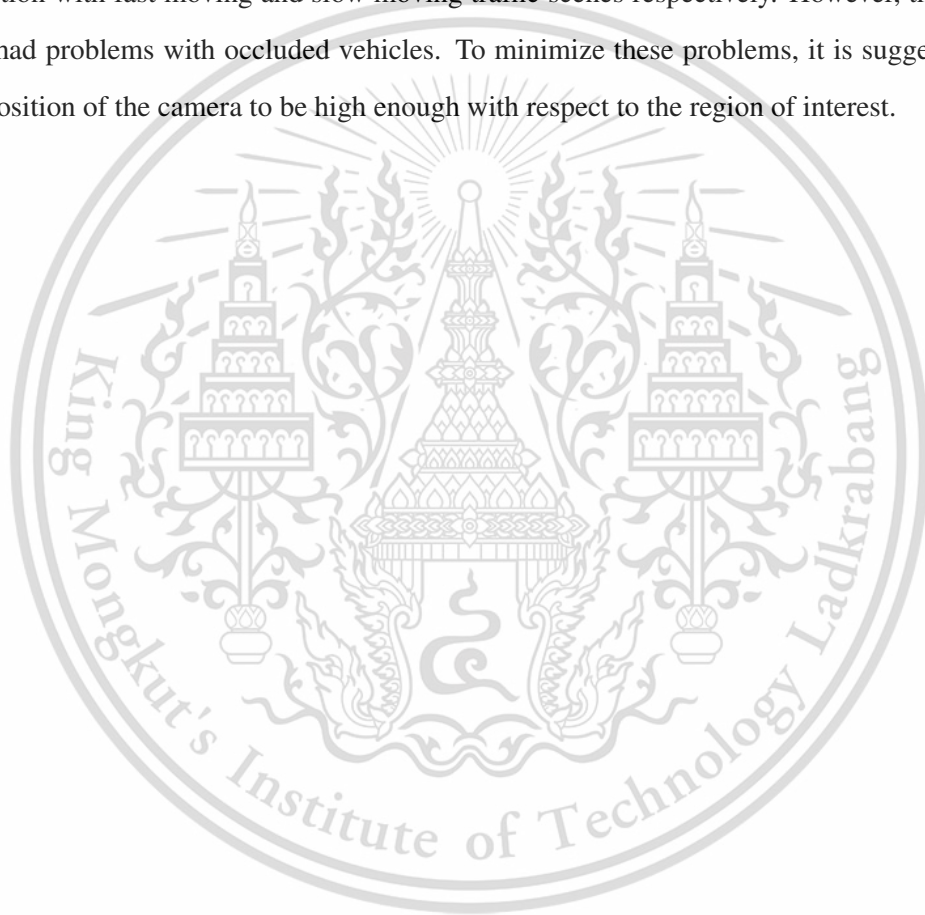 tion with fast moving and slow moving traffic scenes respectively. However, t
had problems with occluded vehicles. To minimize these problems, it is sugge
osition of the camera to be high enough with respect to the region of interest.
King Mongkut's Institute of Technology Ladkrabang